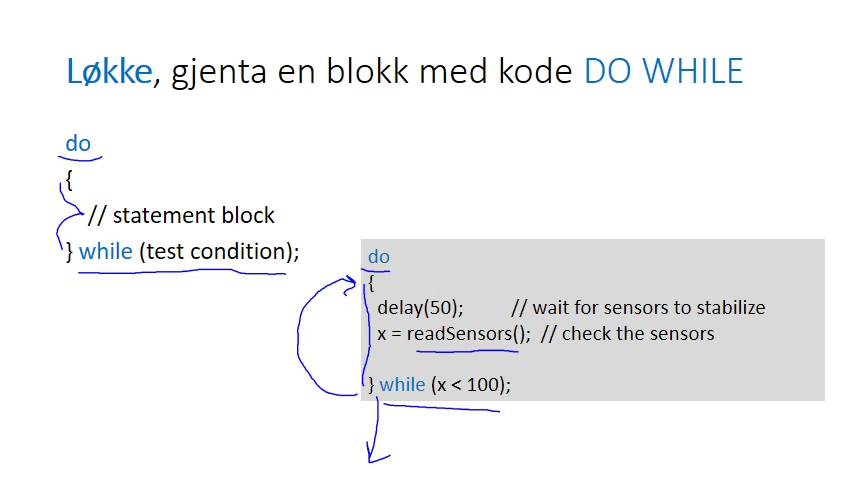 Løkke, gjenta en blokk med kode DO WHILE
do
{
// statement block
} while (test condition);
do
{
delay(50); // wait for sensors to stabilize
x = readSensors(); // check the sensors
} while (x < 100);